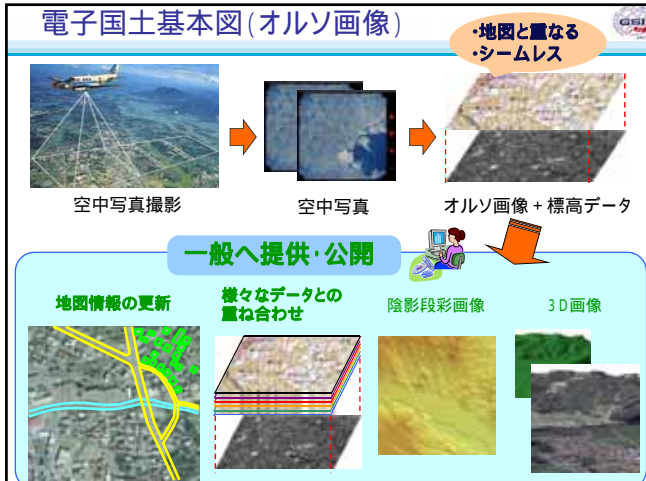 電子国土基本図(オルソ画像)
・地図と重なる
・シームレス
GSI
空中写真撮影
空中写真
オルソ画像+標高データ
一般へ提供・公開
地図情報の更新
様々なデータとの
重ね合わせ
陰影段彩画像
3D画像